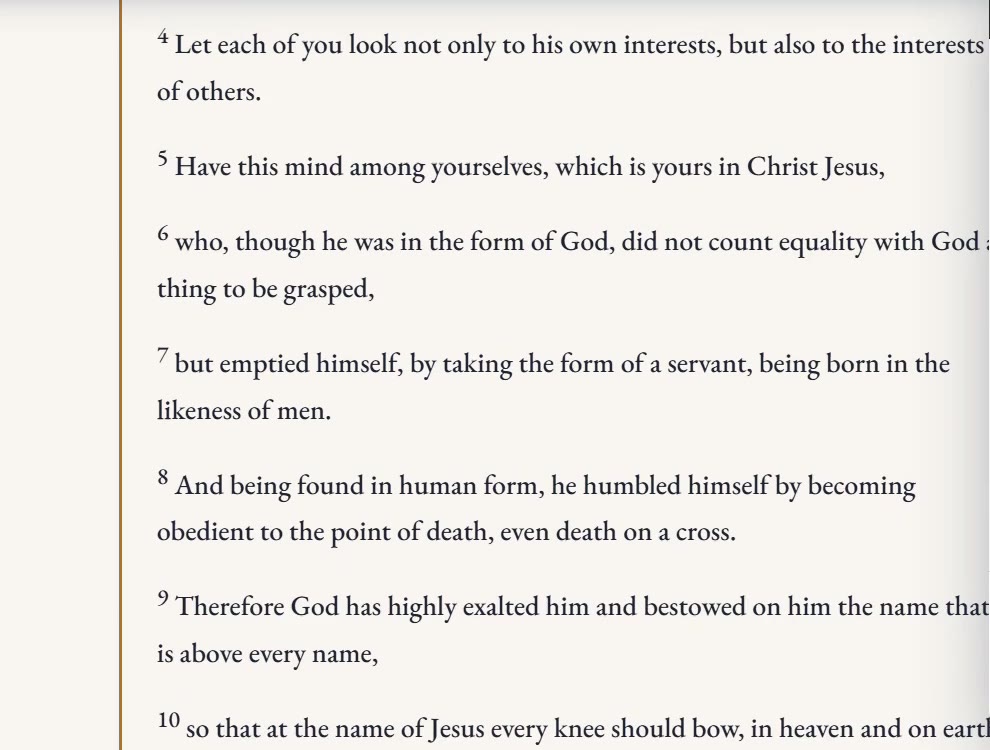 4 Let each of you look not only to his own interests, but also to the interests
of others.
5 Have this mind among yourselves, which is yours in Christ Jesus,
6 who, though he was in the form of God, did not count equality with God a
thing to be grasped,
7 but emptied himself, by taking the form of a servant, being born in the
likeness of men.
8 And being found in human form, he humbled himself by becoming
obedient to the point of death, even death on a cross.
9 Therefore God has highly exalted him and bestowed on him the name that
is above every name,
10 so that at the name of Jesus every knee should bow, in heaven and on earth